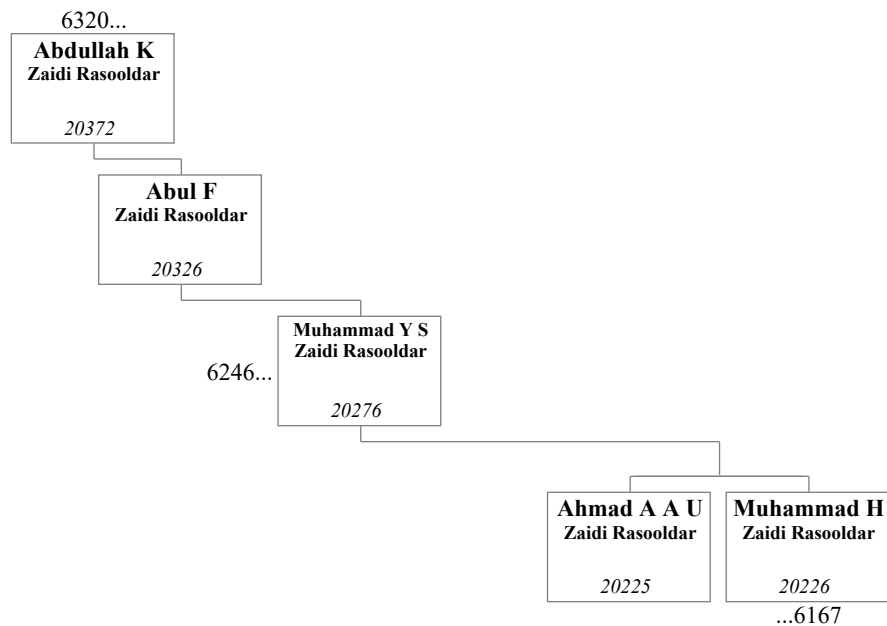 6320...
Abdullah K
Zaidi Rasooldar
20372
Abul F
Zaidi Rasooldar
20326
Muhammad Y S
Zaidi Rasooldar
6246...
20276
Ahmad A A U
Zaidi Rasooldar
20225
Muhammad H
Zaidi Rasooldar
20226
...6167